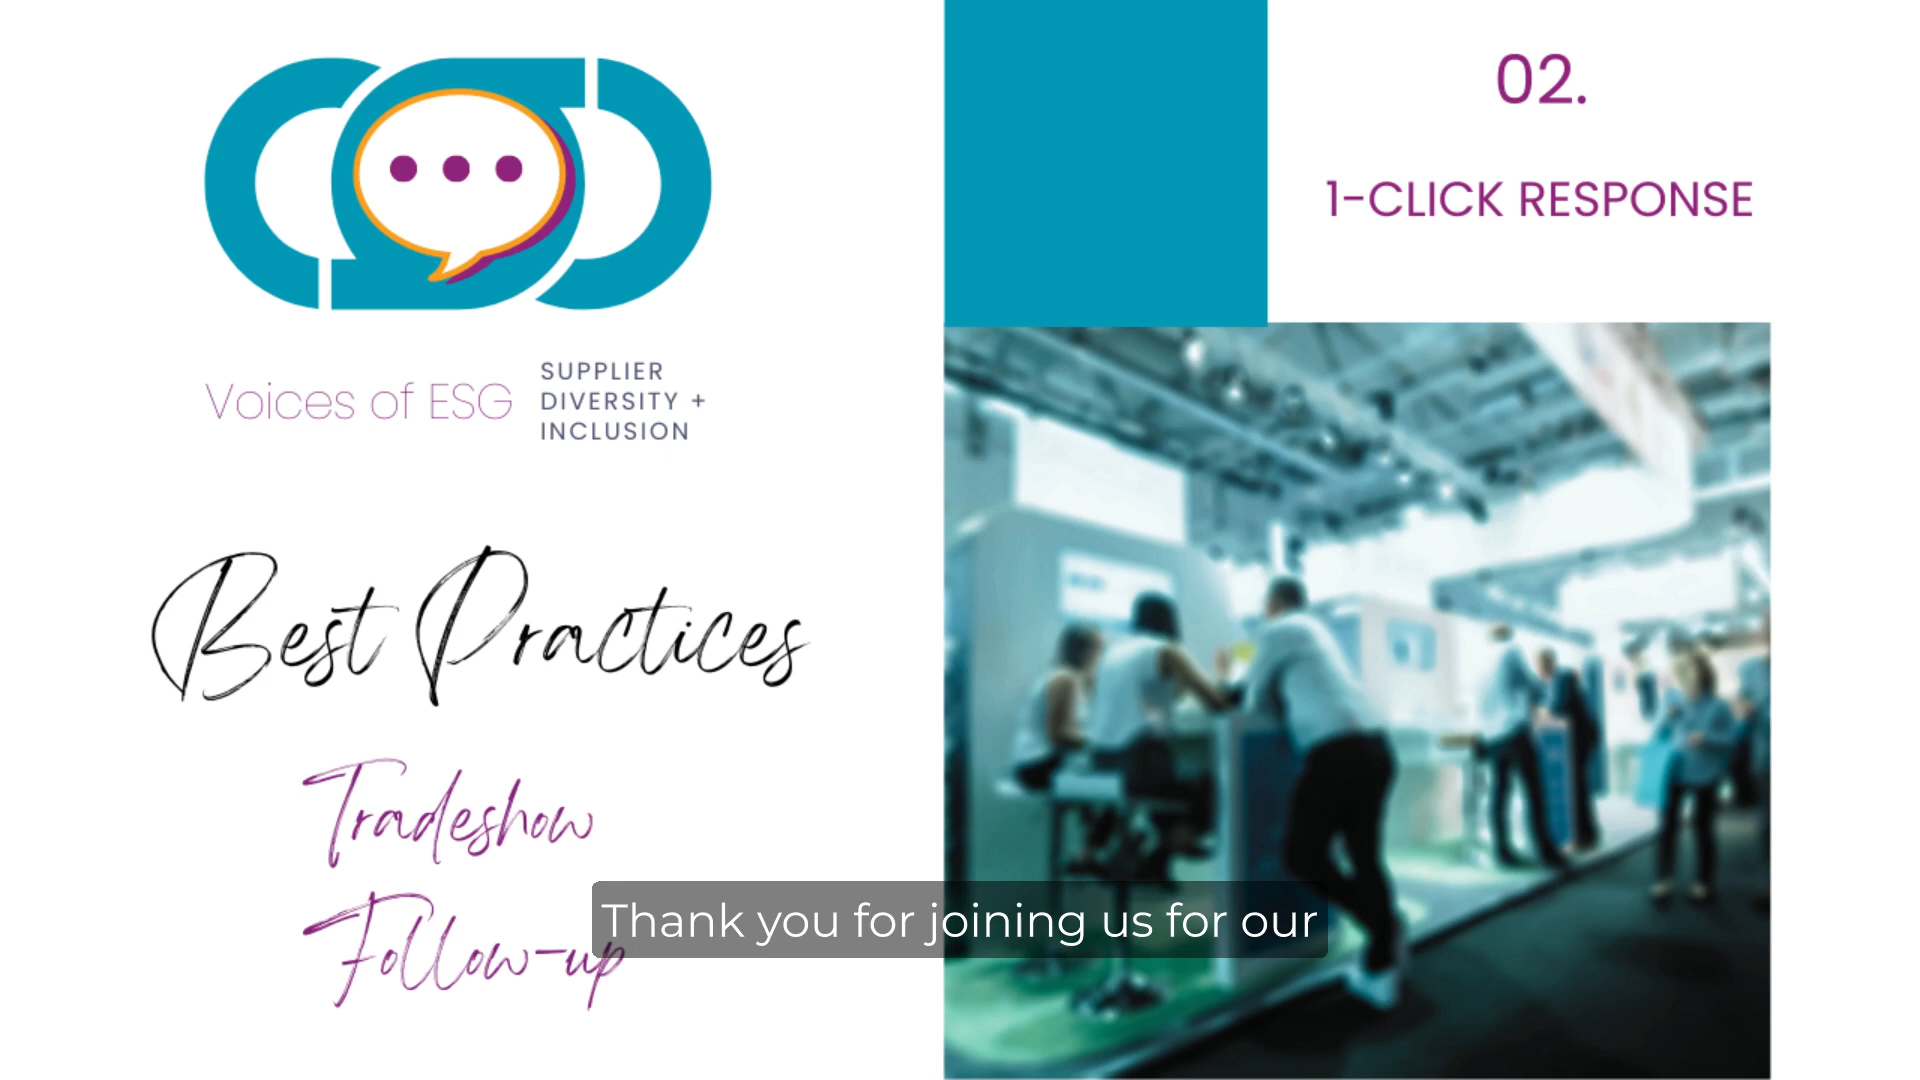 Voices of ESG
SUPPLIER
DIVERSITY +
INCLUSION
Best Practices
Tradeshow
Follow-up
02.
1-CLICK RESPONSE
Thank you for joining us for our